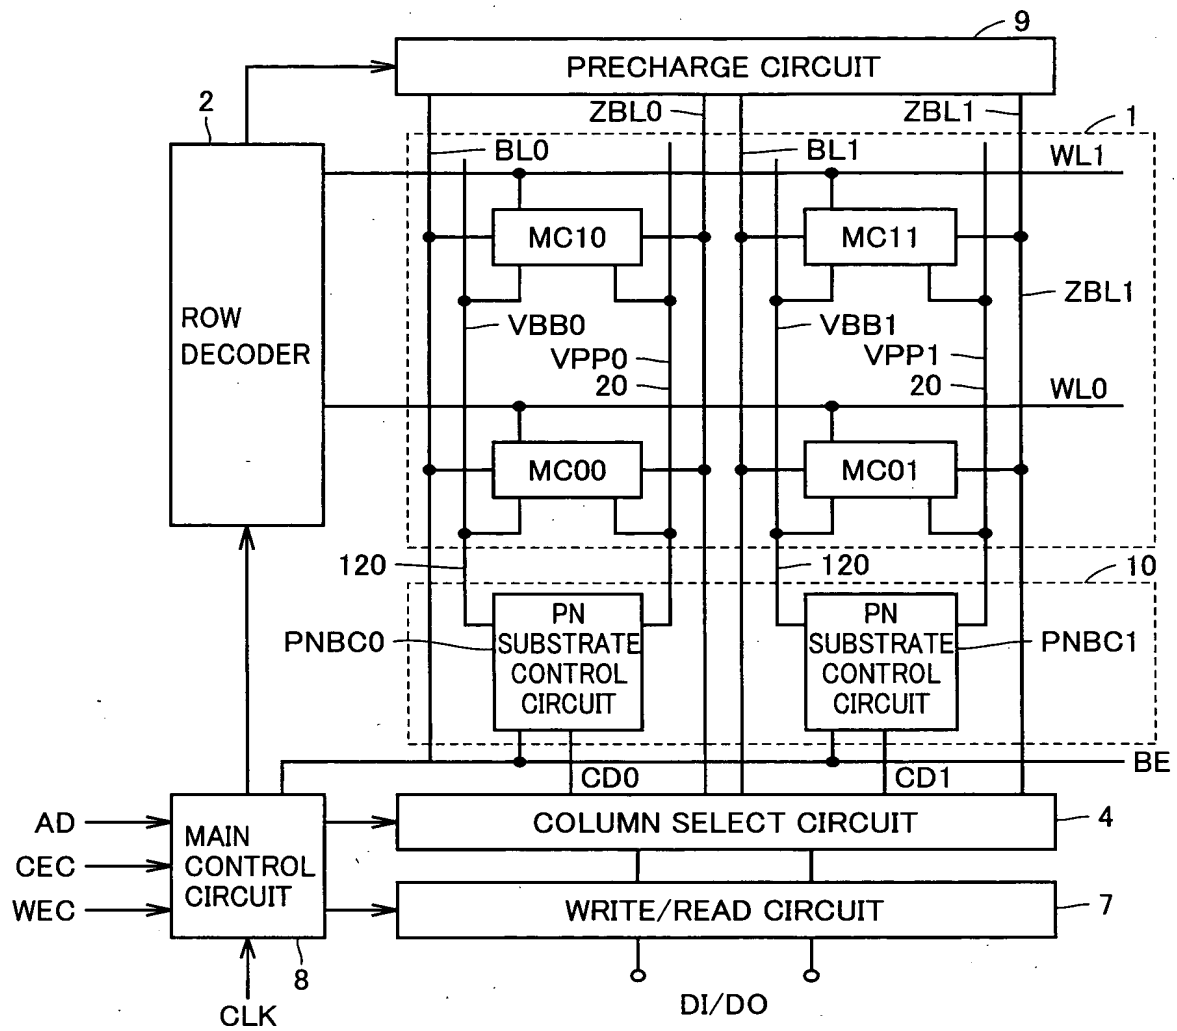 9
PRECHARGE CIRCUIT
2
ZBL0
ZBL1
1
BL0
BL1
WL1
MC10
MC11
ZBL1
ROW
DECODER
VBB0
VBB1
VPP0
VPP1
20
20
WL0
MC00
MC01
120
120
10
PN
SUBSTRATE
CONTROL
CIRCUIT
PN
SUBSTRATE
CONTROL
CIRCUIT
PNBC0
PNBC1
BE
CD0
CD1
AD
CEC
WEC
MAIN
CONTROL
CIRCUIT
COLUMN SELECT CIRCUIT
4
WRITE/READ CIRCUIT
7
8
CLK
DI/DO